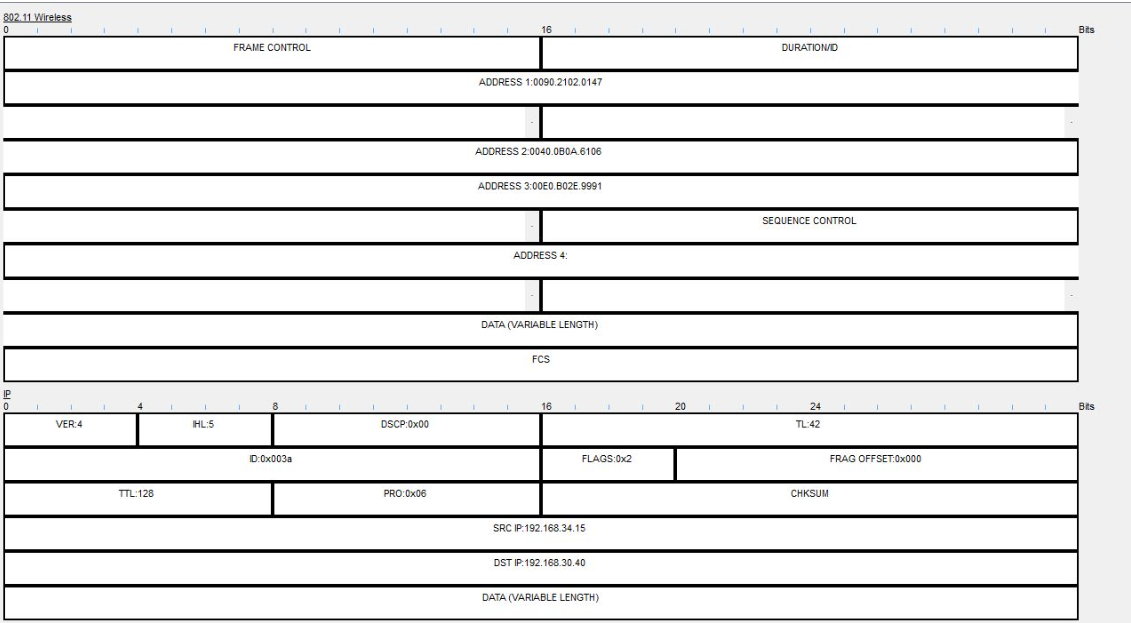 802.11 Wireless
0 16 Bits
FRAME CONTROL DURATION/ID
ADDRESS 1:0090.2102.0147
ADDRESS 2:0040.0B0A.6106
ADDRESS 3:00E0.B02E.9991
SEQUENCE CONTROL
ADDRESS 4:
DATA (VARIABLE LENGTH)
FCS
IP
0 4 8 16 20 24 Bits
VER:4 IHL:5 DSCP:0x00 TL:42
ID:0x003a FLAGS:0x2 FRAG OFFSET:0x000
TTL:128 PRO:0x06 CHKSUM
SRC IP:192.168.34.15
DST IP:192.168.30.40
DATA (VARIABLE LENGTH)